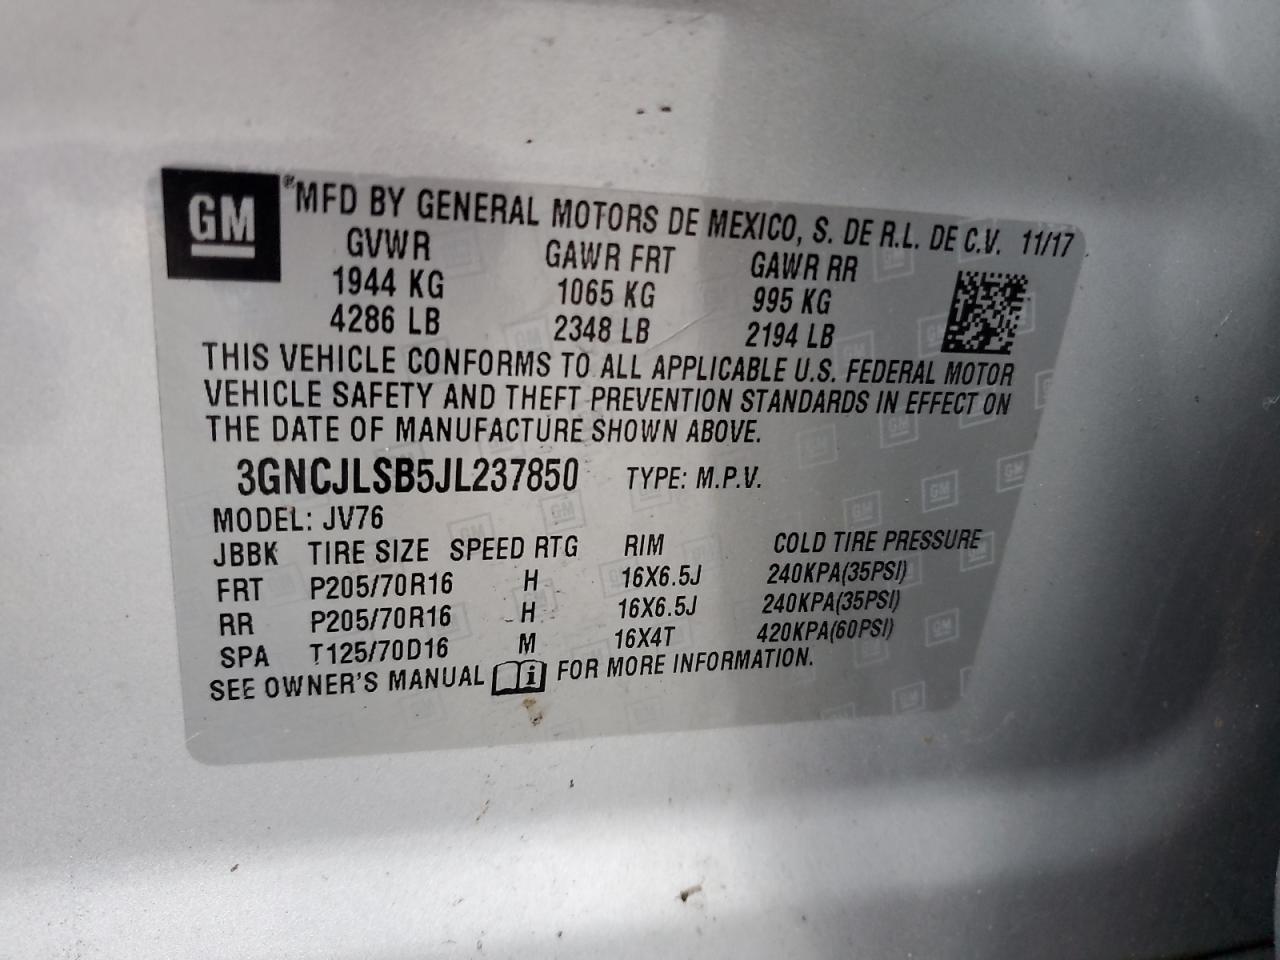 GM ®MFD BY GENERAL MOTORS DE MEXICO, S. DE R.L. DE C.V. 11/17
GVWR GAWR FRT GAWR RR
1944 KG 1065 KG 995 KG
4286 LB 2348 LB 2194 LB
THIS VEHICLE CONFORMS TO ALL APPLICABLE U.S. FEDERAL MOTOR
VEHICLE SAFETY AND THEFT PREVENTION STANDARDS IN EFFECT ON
THE DATE OF MANUFACTURE SHOWN ABOVE.
3GNCJLSB5JL237850 TYPE: M.P.V.
MODEL: JV76
JBBK TIRE SIZE SPEED RTG RIM COLD TIRE PRESSURE
FRT P205/70R16 H 16X6.5J 240KPA(35PSI)
RR P205/70R16 H 16X6.5J 240KPA(35PSI)
SPA T125/70D16 M 16X4T 420KPA(60PSI)
SEE OWNER'S MANUAL i FOR MORE INFORMATION.